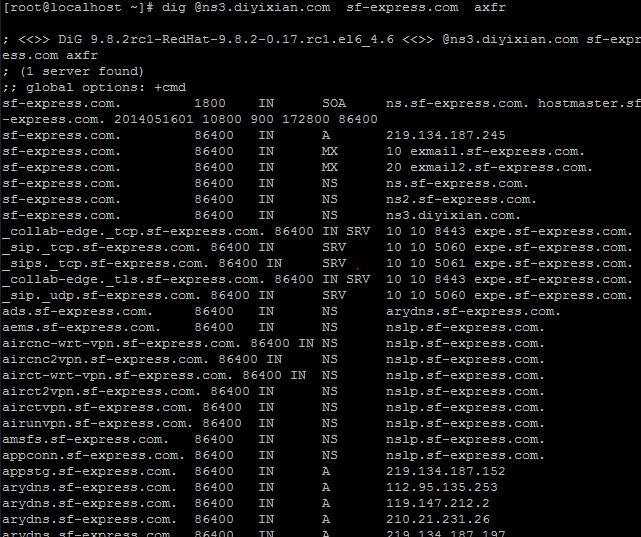 [root@localhost ~]# dig @ns3.diyixian.com  sf-express.com  axfr
; <<>> DiG 9.8.2rc1-RedHat-9.8.2-0.17.rc1.el6_4.6 <<>> @ns3.diyixian.com sf-expr
ess.com axfr
; (1 server found)
;; global options: +cmd
sf-express.com.         1800    IN      SOA     ns.sf-express.com. hostmaster.sf
-express.com. 2014051601 10800 900 172800 86400
sf-express.com.         86400   IN      A       219.134.187.245
sf-express.com.         86400   IN      MX      10 exmail.sf-express.com.
sf-express.com.         86400   IN      MX      20 exmail2.sf-express.com.
sf-express.com.         86400   IN      NS      ns.sf-express.com.
sf-express.com.         86400   IN      NS      ns2.sf-express.com.
sf-express.com.         86400   IN      NS      ns3.diyixian.com.
_collab-edge._tcp.sf-express.com. 86400 IN SRV  10 10 8443 expe.sf-express.com.
_sip._tcp.sf-express.com. 86400 IN      SRV     10 10 5060 expe.sf-express.com.
_sips._tcp.sf-express.com. 86400 IN     SRV     10 10 5061 expe.sf-express.com.
_collab-edge._tls.sf-express.com. 86400 IN SRV  10 10 8443 expe.sf-express.com.
_sip._udp.sf-express.com. 86400 IN      SRV     10 10 5060 expe.sf-express.com.
ads.sf-express.com.     86400   IN      NS      arydns.sf-express.com.
aems.sf-express.com.    86400   IN      NS      nslp.sf-express.com.
aircnc-wrt-vpn.sf-express.com. 86400 IN NS      nslp.sf-express.com.
aircnc2vpn.sf-express.com. 86400 IN     NS      nslp.sf-express.com.
airct-wrt-vpn.sf-express.com. 86400 IN  NS      nslp.sf-express.com.
airct2vpn.sf-express.com. 86400 IN      NS      nslp.sf-express.com.
airctvpn.sf-express.com. 86400  IN      NS      nslp.sf-express.com.
airunvpn.sf-express.com. 86400  IN      NS      nslp.sf-express.com.
amsfs.sf-express.com.   86400   IN      NS      nslp.sf-express.com.
appconn.sf-express.com. 86400   IN      NS      nslp.sf-express.com.
appstg.sf-express.com.  86400   IN      A       219.134.187.152
arydns.sf-express.com.  86400   IN      A       112.95.135.253
arydns.sf-express.com.  86400   IN      A       119.147.212.2
arydns.sf-express.com.  86400   IN      A       210.21.231.26
arydns.sf-express.com.  86400   IN      A       219.134.187.197